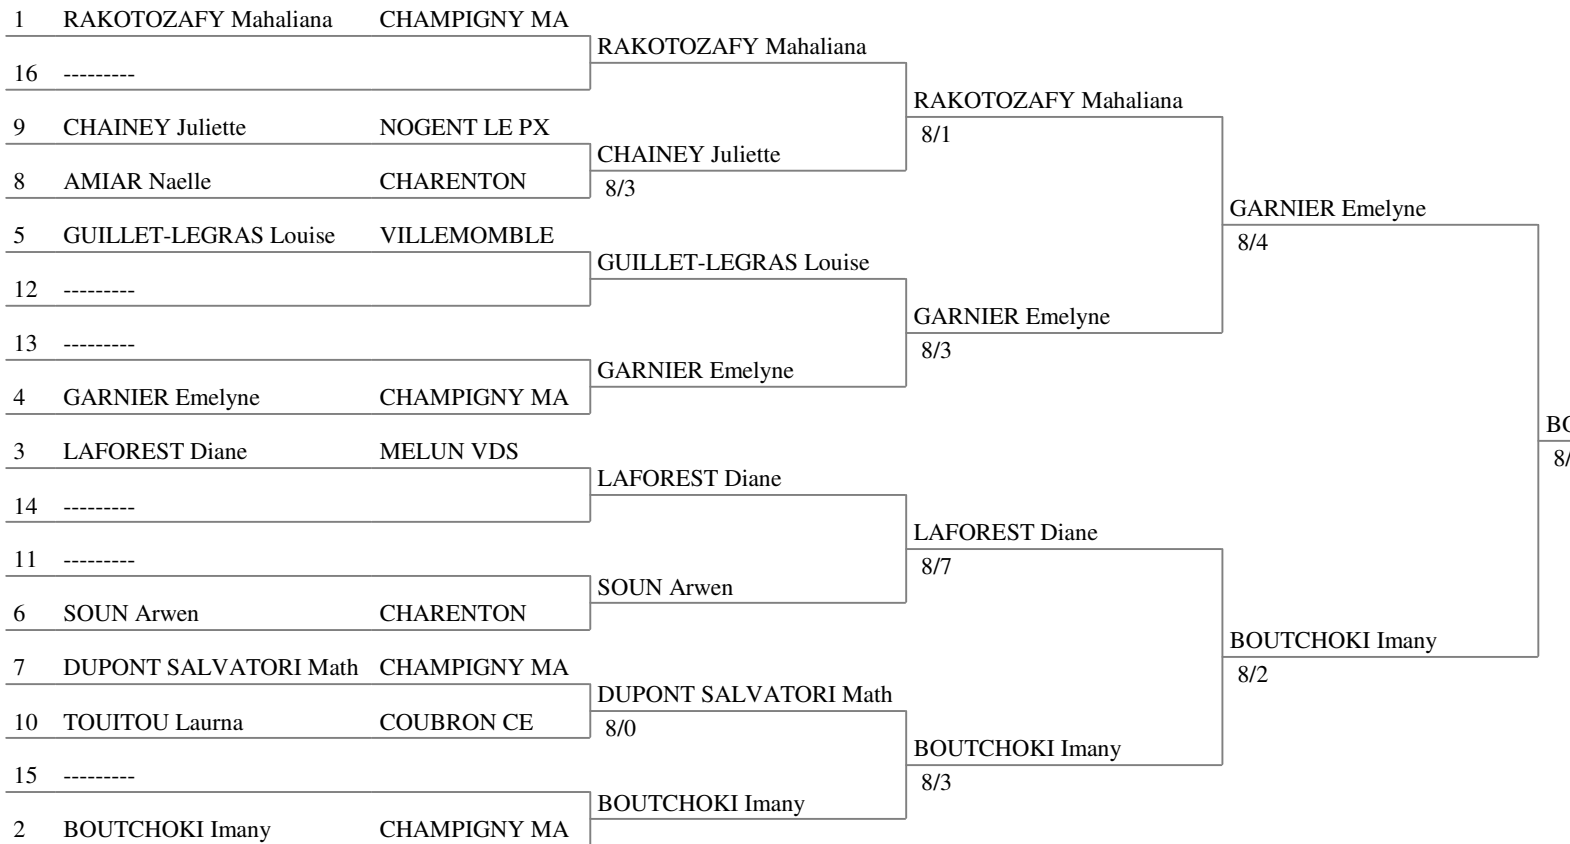 1 RAKOTOZAFY Mahaliana CHAMPIGNY MA
RAKOTOZAFY Mahaliana
16 ---------
RAKOTOZAFY Mahaliana
8/1
9 CHAINEY Juliette NOGENT LE PX
CHAINEY Juliette
8/3
8 AMIAR Naelle CHARENTON
GARNIER Emelyne
8/4
5 GUILLET-LEGRAS Louise VILLEMOMBLE
GUILLET-LEGRAS Louise
12 ---------
GARNIER Emelyne
8/3
13 ---------
GARNIER Emelyne
4 GARNIER Emelyne CHAMPIGNY MA
BO
8/
3 LAFOREST Diane MELUN VDS
LAFOREST Diane
14 ---------
LAFOREST Diane
8/7
11 ---------
SOUN Arwen
6 SOUN Arwen CHARENTON
BOUTCHOKI Imany
8/2
7 DUPONT SALVATORI Math CHAMPIGNY MA
DUPONT SALVATORI Math
8/0
10 TOUITOU Laurna COUBRON CE
BOUTCHOKI Imany
8/3
15 ---------
BOUTCHOKI Imany
2 BOUTCHOKI Imany CHAMPIGNY MA